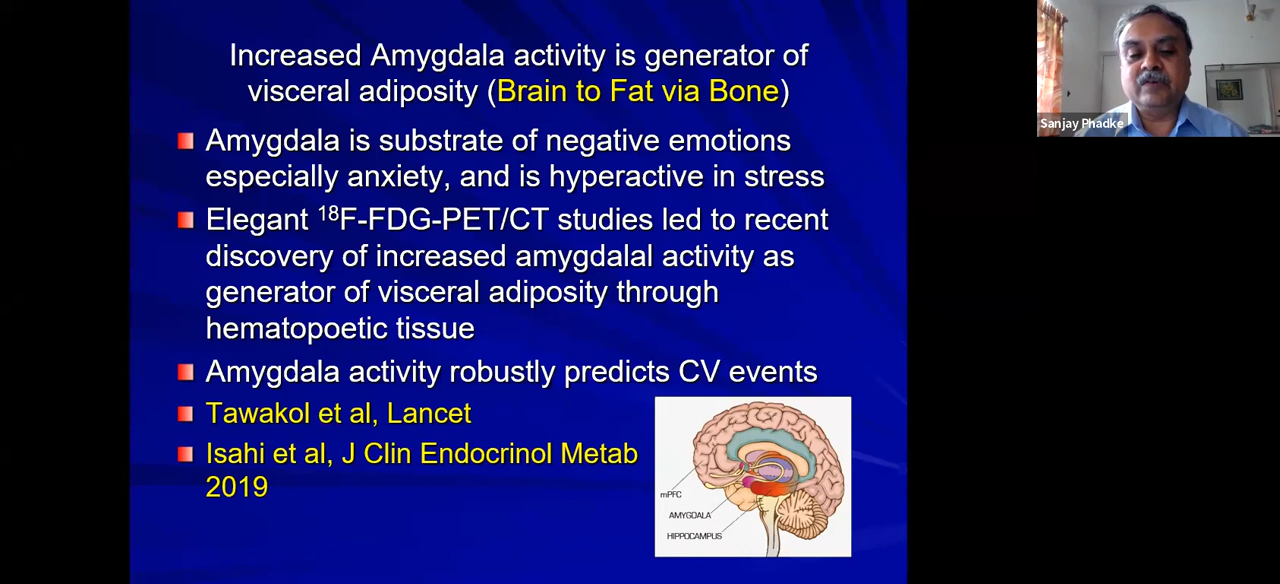 Increased Amygdala activity is generator of
visceral adiposity (Brain to Fat via Bone)
Amygdala is substrate of negative emotions
especially anxiety, and is hyperactive in stress
Elegant ¹⁸F-FDG-PET/CT studies led to recent
discovery of increased amygdalal activity as
generator of visceral adiposity through
hematopoetic tissue
Amygdala activity robustly predicts CV events
Tawakol et al, Lancet
Isahi et al, J Clin Endocrinol Metab
2019
mPFC
AMYGDALA
HIPPOCAMPUS
Sanjay Phadke